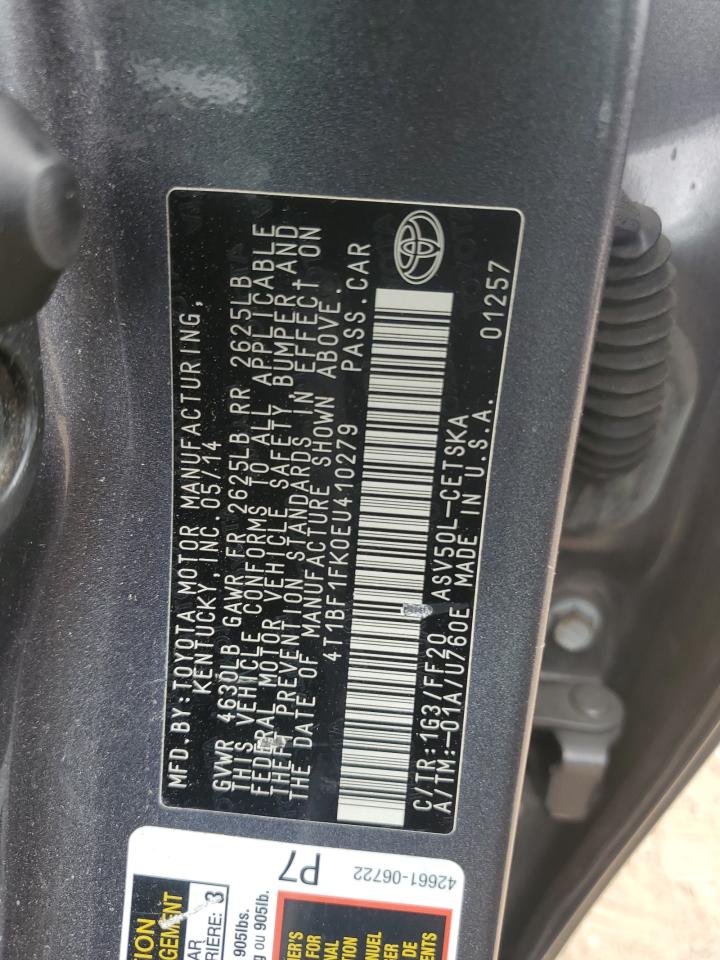 MFD.BY:TOYOTA MOTOR MANUFACTURING,
KENTUCKY,INC.05/14
GVWR 4630LB GAWR FR 2625LB RR 2625LB
THIS VEHICLE CONFORMS TO ALL APPLICABLE
FEDERAL MOTOR VEHICLE SAFETY, BUMPER, AND
THEFT PREVENTION STANDARDS IN EFFECT ON
THE DATE OF MANUFACTURE SHOWN ABOVE.
4T1BF1FK0EU410279 PASS.CAR
C/TR:1G3/FF20 ASV50L-CETSKA
A/TM:-01A/U760E MADE IN U.S.A. 01257
P7
42661-06722
905lbs.
ou 905lb.